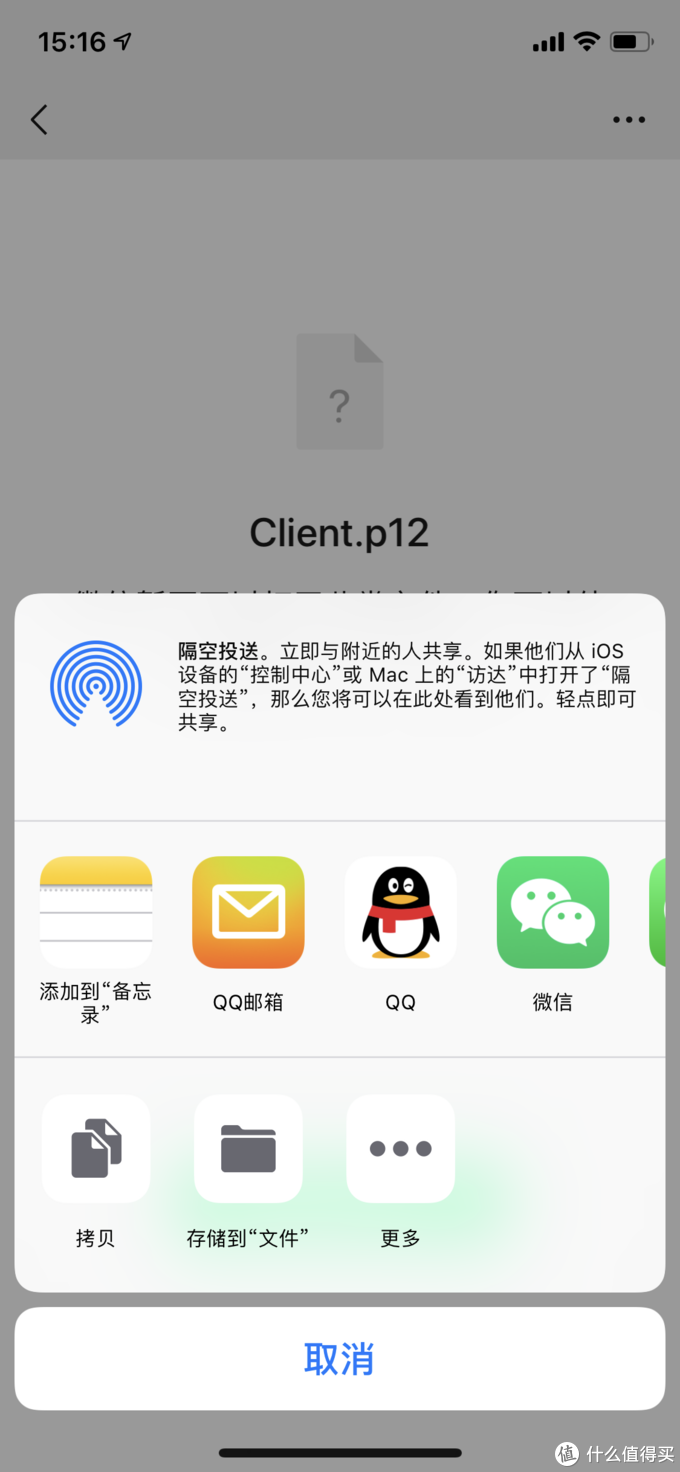 15:16
?
Client.p12
隔空投送。立即与附近的人共享。如果他们从 iOS
设备的“控制中心”或 Mac 上的“访达”中打开了“隔
空投送”，那么您将可以在此处看到他们。轻点即可
共享。
添加到“备忘
录”
QQ邮箱
QQ
微信
拷贝
存储到“文件”
更多
取消
值 什么值得买